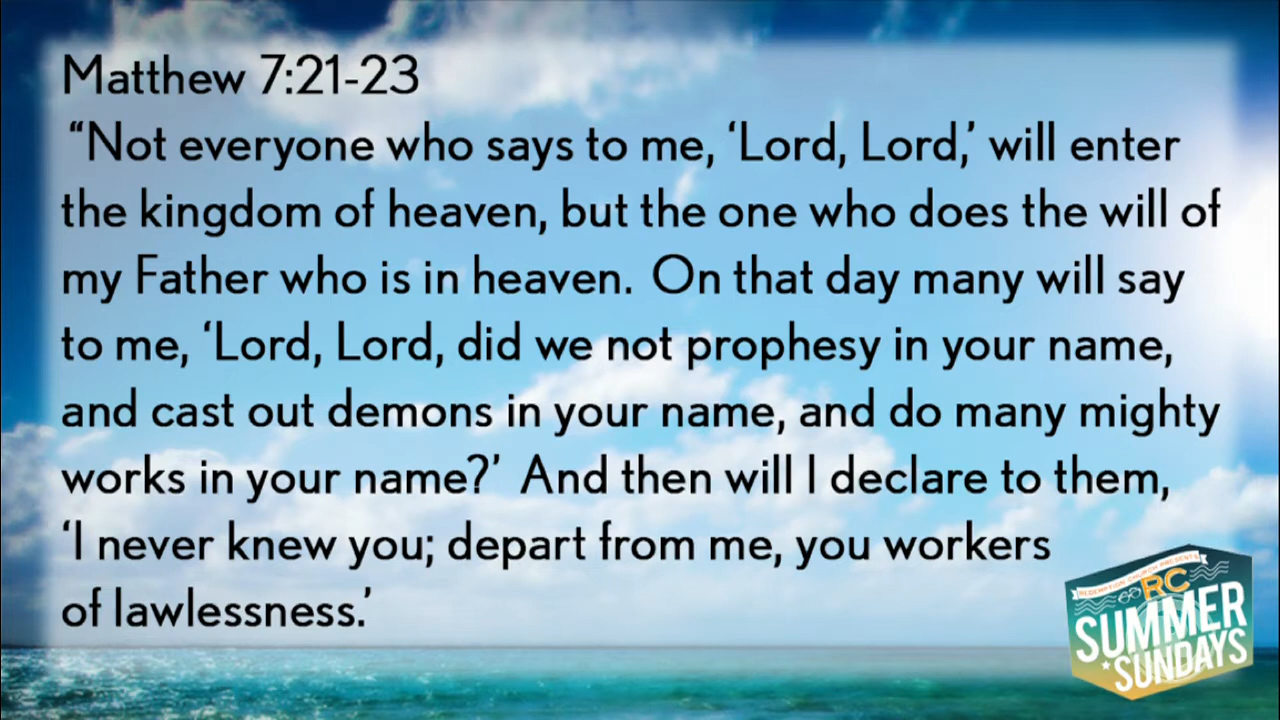 Matthew 7:21-23
“Not everyone who says to me, ‘Lord, Lord,’ will enter
the kingdom of heaven, but the one who does the will of
my Father who is in heaven. On that day many will say
to me, ‘Lord, Lord, did we not prophesy in your name,
and cast out demons in your name, and do many mighty
works in your name?’ And then will I declare to them,
‘I never knew you; depart from me, you workers
of lawlessness.’
REDEMPTION CHURCH PRESENTS
RC
SUMMER
SUNDAYS